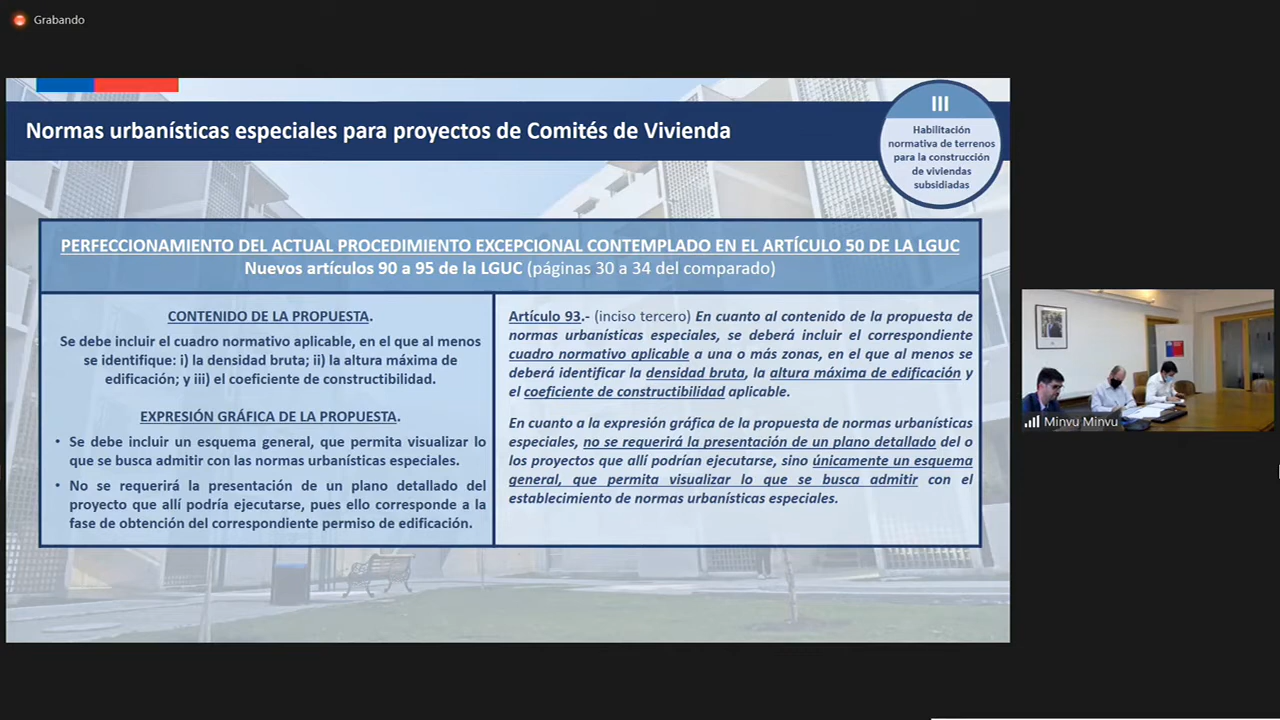 Grabando
Normas urbanísticas especiales para proyectos de Comités de Vivienda
III
Habilitación
normativa de terrenos
para la construcción
de viviendas
subsidiadas
PERFECCIONAMIENTO DEL ACTUAL PROCEDIMIENTO EXCEPCIONAL CONTEMPLADO EN EL ARTÍCULO 50 DE LA LGUC
Nuevos artículos 90 a 95 de la LGUC (páginas 30 a 34 del comparado)
CONTENIDO DE LA PROPUESTA.
Se debe incluir el cuadro normativo aplicable, en el que al menos
se identifique: i) la densidad bruta; ii) la altura máxima de
edificación; y iii) el coeficiente de constructibilidad.
EXPRESIÓN GRÁFICA DE LA PROPUESTA.
• Se debe incluir un esquema general, que permita visualizar lo
que se busca admitir con las normas urbanísticas especiales.
• No se requerirá la presentación de un plano detallado del
proyecto que allí podría ejecutarse, pues ello corresponde a la
fase de obtención del correspondiente permiso de edificación.
Artículo 93.- (inciso tercero) En cuanto al contenido de la propuesta de
normas urbanísticas especiales, se deberá incluir el correspondiente
cuadro normativo aplicable a una o más zonas, en el que al menos se
deberá identificar la densidad bruta, la altura máxima de edificación y
el coeficiente de constructibilidad aplicable.
En cuanto a la expresión gráfica de la propuesta de normas urbanísticas
especiales, no se requerirá la presentación de un plano detallado del o
los proyectos que allí podrían ejecutarse, sino únicamente un esquema
general, que permita visualizar lo que se busca admitir con el
establecimiento de normas urbanísticas especiales.
Minvu Minvu